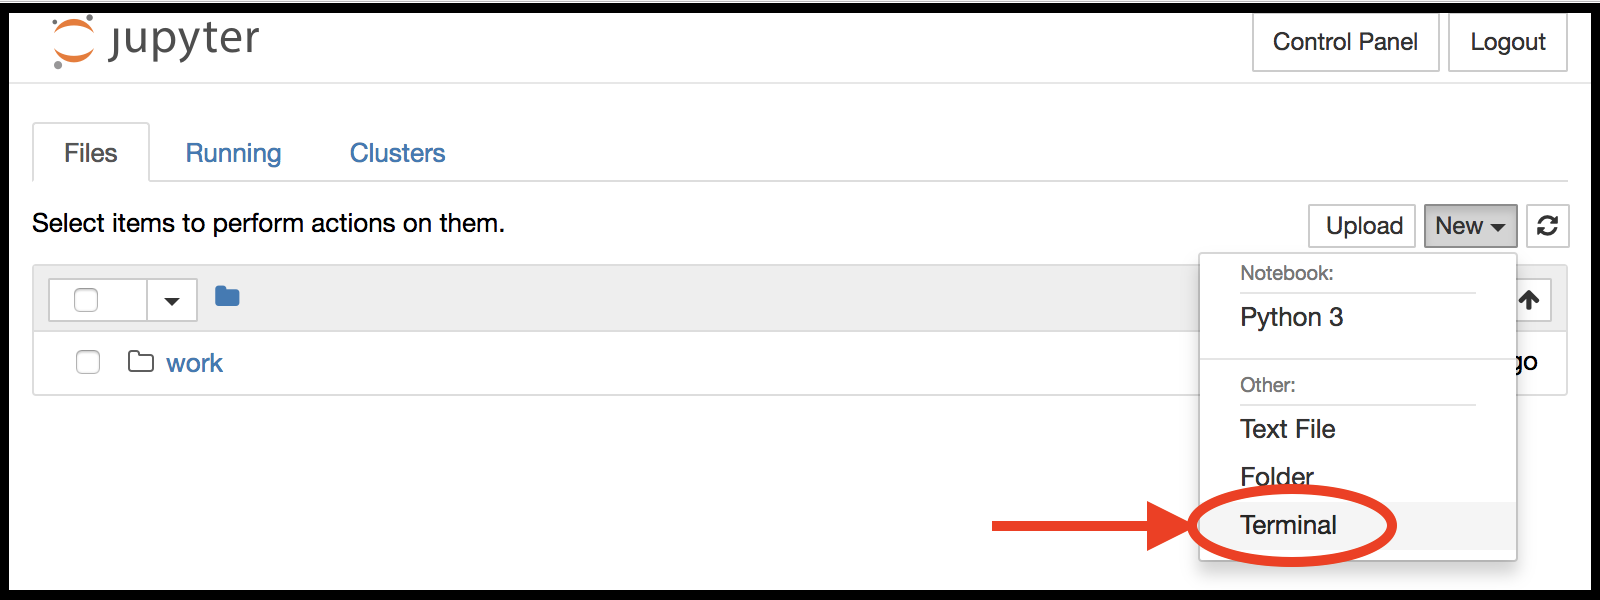 jupyter
Control Panel
Logout
Files
Running
Clusters
Select items to perform actions on them.
Upload
New
Notebook:
Python 3
work
go
Other:
Text File
Folder
Terminal